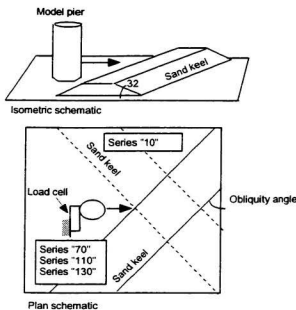 Model pier
32
Sand keel
Isometric schematic
Series "10"
Sand keel
Load cell
Obliquity angle
Series "70"
Series "110"
Series "130"
Sand keel
Plan schematic